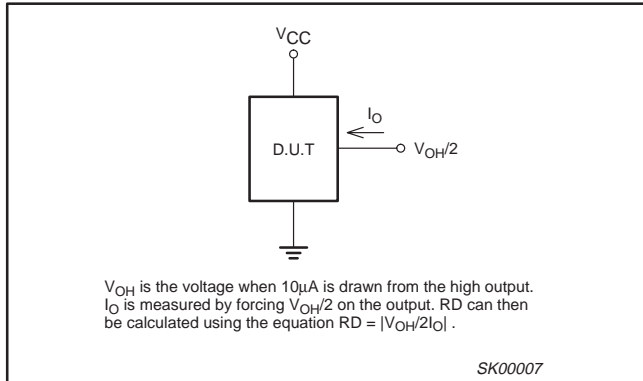 VCC
IO
D.U.T
VOH/2
VOH is the voltage when 10μA is drawn from the high output.
IO is measured by forcing VOH/2 on the output. RD can then
be calculated using the equation RD = |VOH/2IO| .
SK00007